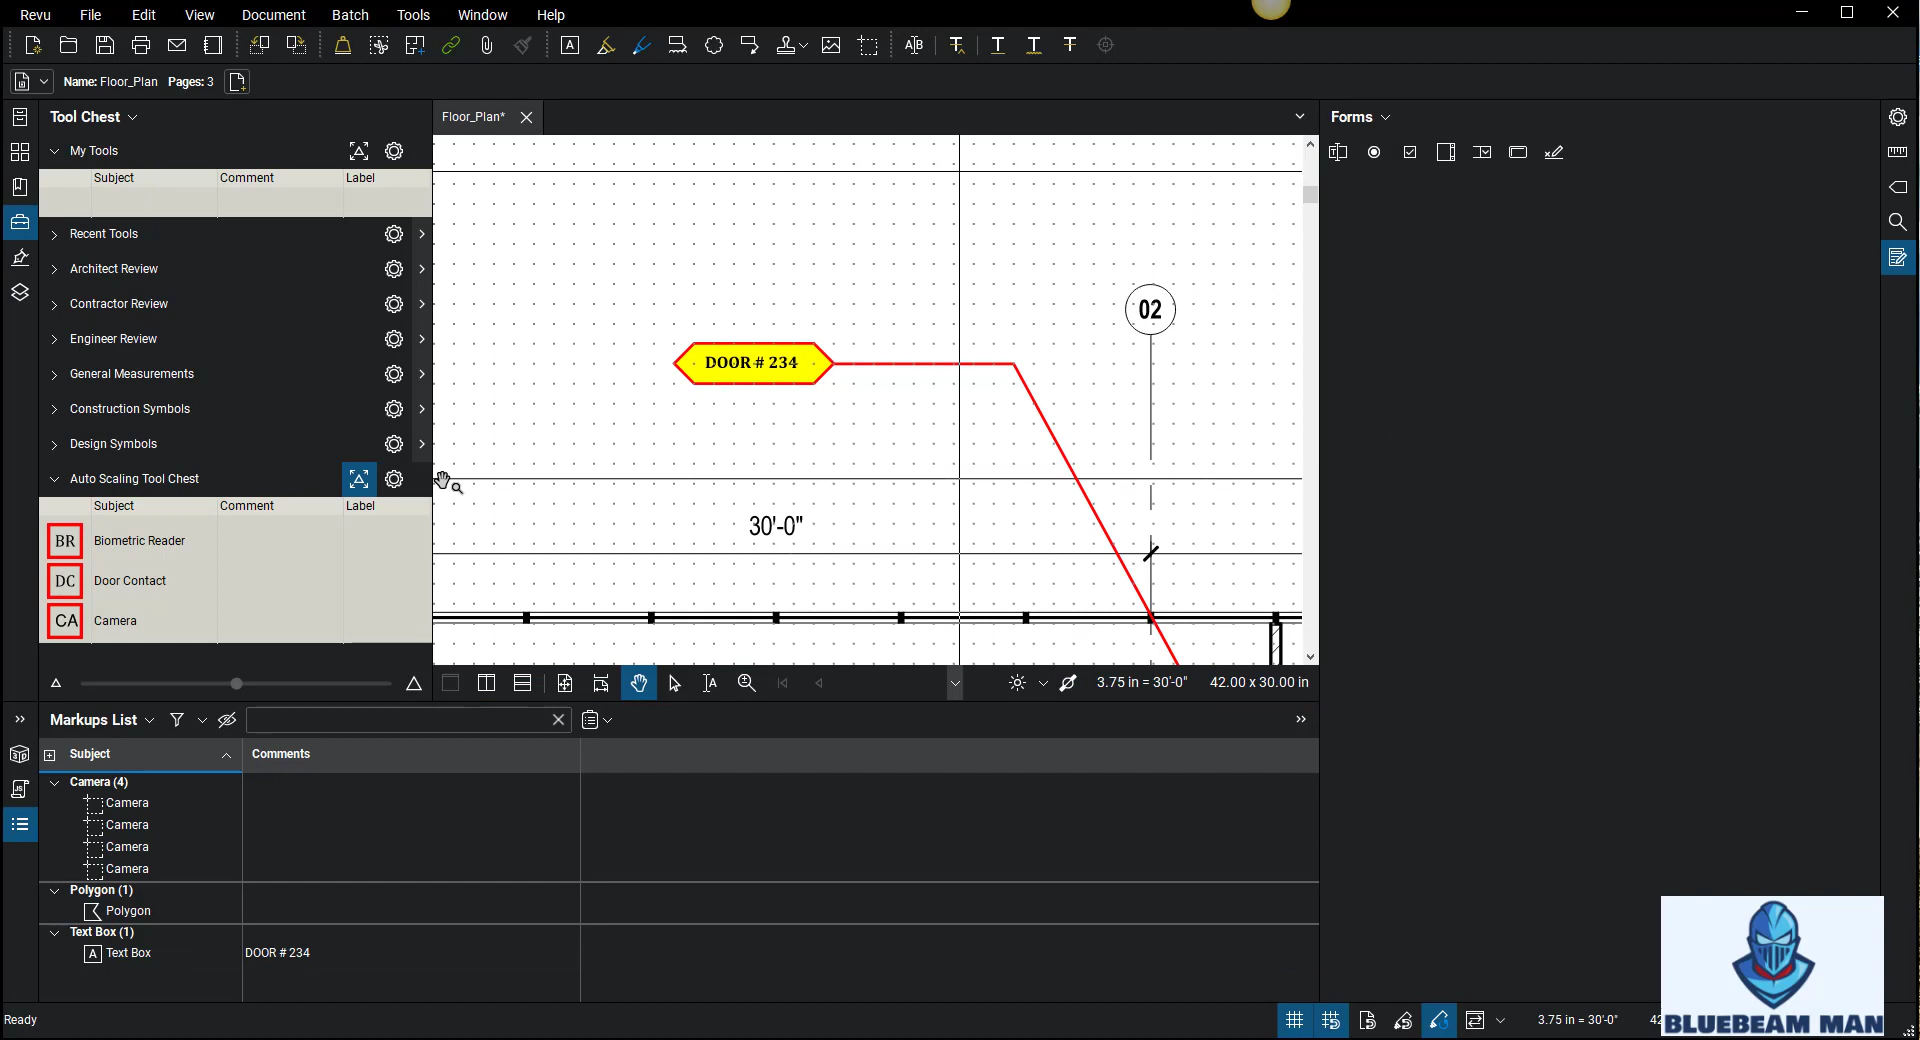 Revu File Edit View Document Batch Tools Window Help
Name: Floor_Plan Pages: 3
Tool Chest
My Tools
Subject Comment Label
Recent Tools
Architect Review
Contractor Review
Engineer Review
General Measurements
Construction Symbols
Design Symbols
Auto Scaling Tool Chest
Subject Comment Label
BR Biometric Reader
DC Door Contact
CA Camera
Floor_Plan*
02
DOOR # 234
30'-0"
3.75 in = 30'-0" 42.00 x 30.00 in
Forms
Markups List
Subject Comments
Camera (4)
Camera
Camera
Camera
Camera
Polygon (1)
Polygon
Text Box (1)
Text Box DOOR # 234
Ready
3.75 in = 30'-0"
BLUEBEAM MAN